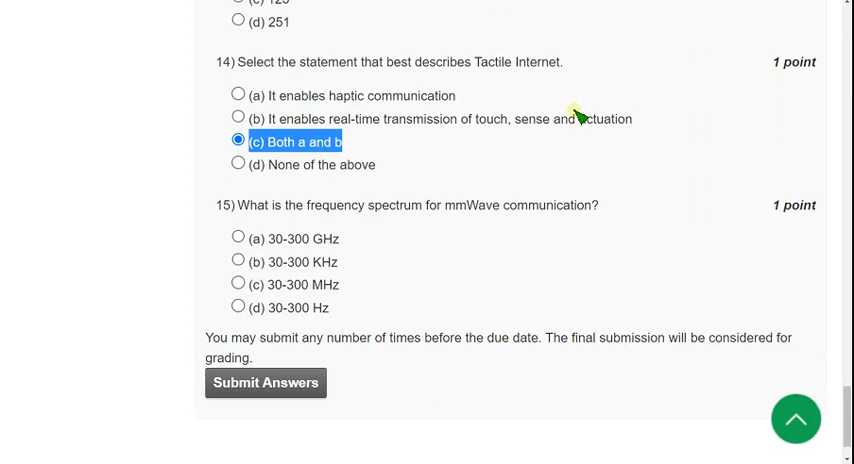 (d) 251
14) Select the statement that best describes Tactile Internet. 1 point
(a) It enables haptic communication
(b) It enables real-time transmission of touch, sense and actuation
(c) Both a and b
(d) None of the above
15) What is the frequency spectrum for mmWave communication? 1 point
(a) 30-300 GHz
(b) 30-300 KHz
(c) 30-300 MHz
(d) 30-300 Hz
You may submit any number of times before the due date. The final submission will be considered for
grading.
Submit Answers